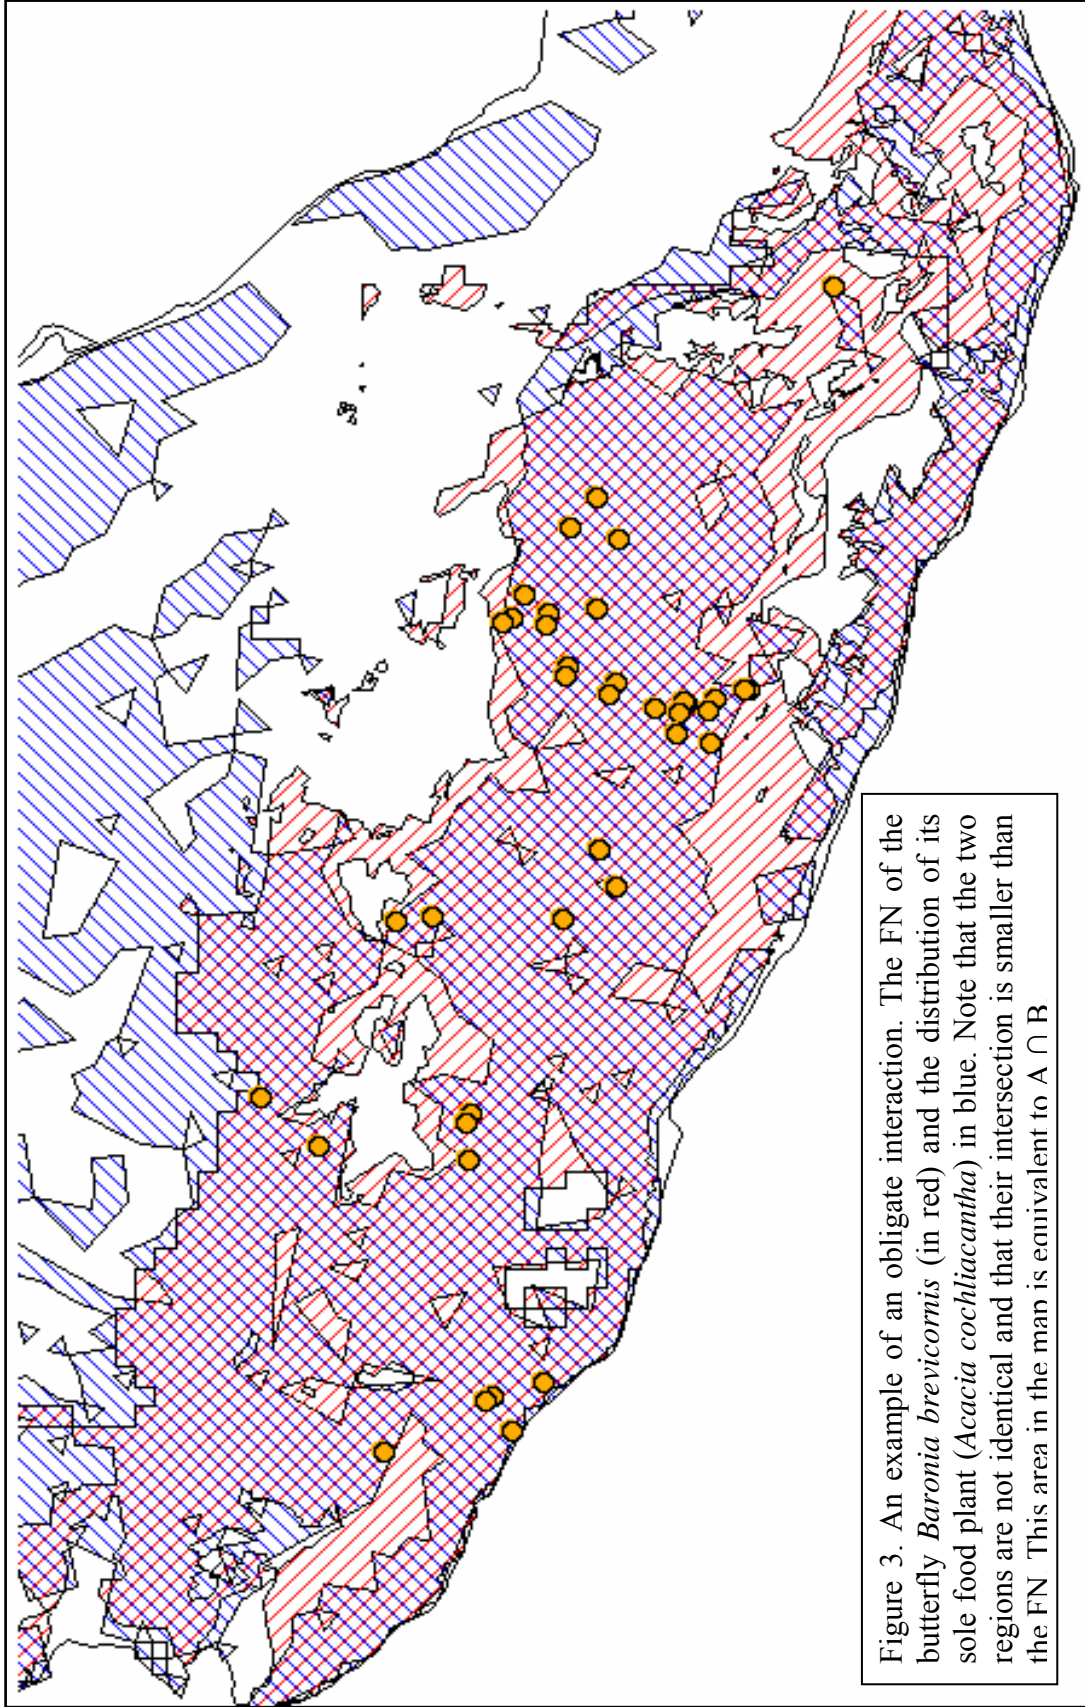 Figure 3. An example of an obligate interaction. The FN of the
butterfly Baronia brevicornis (in red) and the distribution of its
sole food plant (Acacia cochliacantha) in blue. Note that the two
regions are not identical and that their intersection is smaller than
the FN. This area in the map is equivalent to A ∩ B